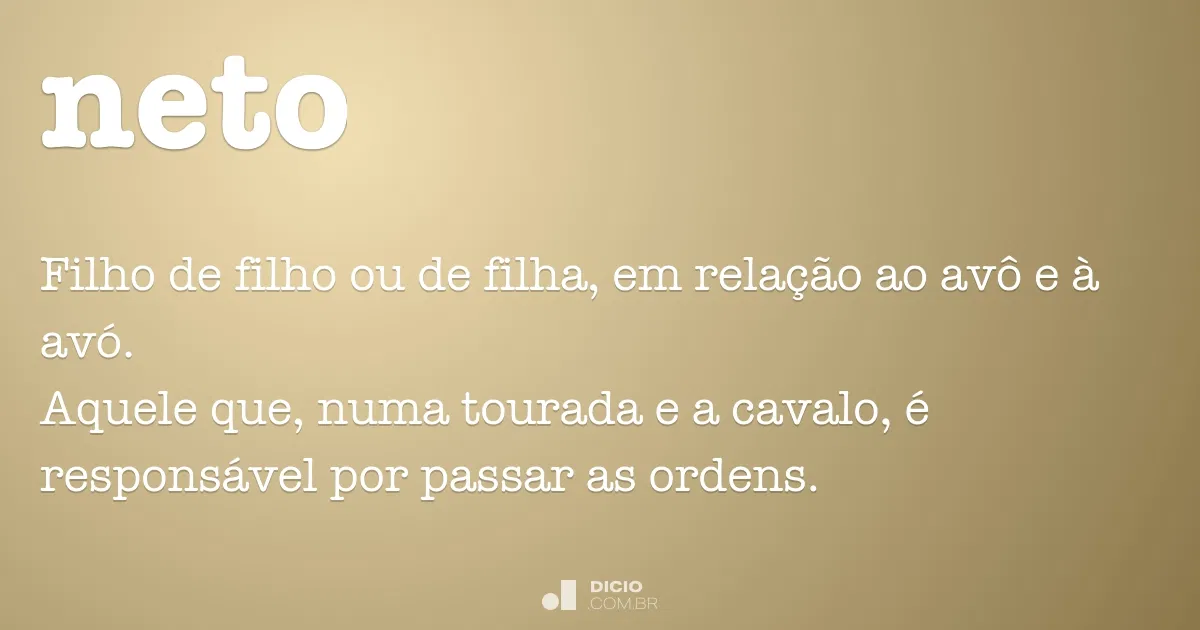 neto
Filho de filho ou de filha, em relação ao avô e à
avó.
Aquele que, numa tourada e a cavalo, é
responsável por passar as ordens.
DICIO
.COM.BR